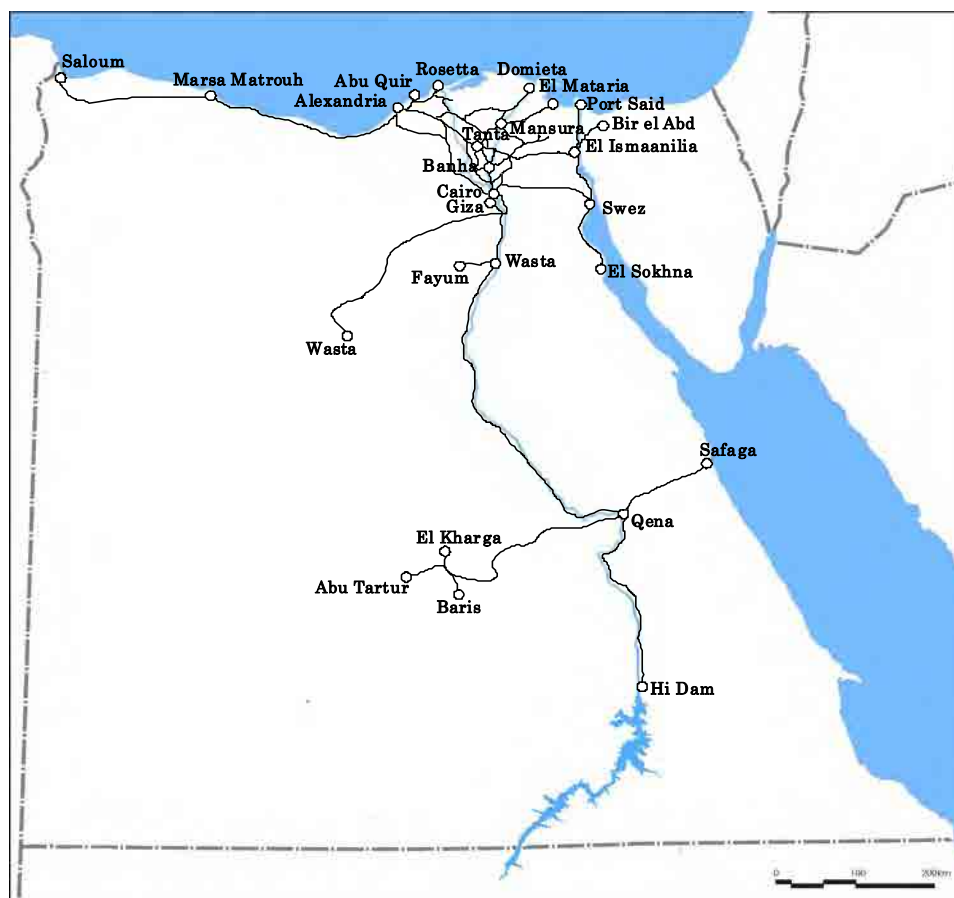 Saloum
Marsa Matrouh
Abu Quir
Rosetta
Domieta
El Mataria
Alexandria
Port Said
Bir el Abd
Mansura
Tanta
El Ismaanilia
Banha
Cairo
Giza
Swez
Wasta
Fayum
El Sokhna
Wasta
Safaga
Qena
El Kharga
Abu Tartur
Baris
Hi Dam
0 100 200km